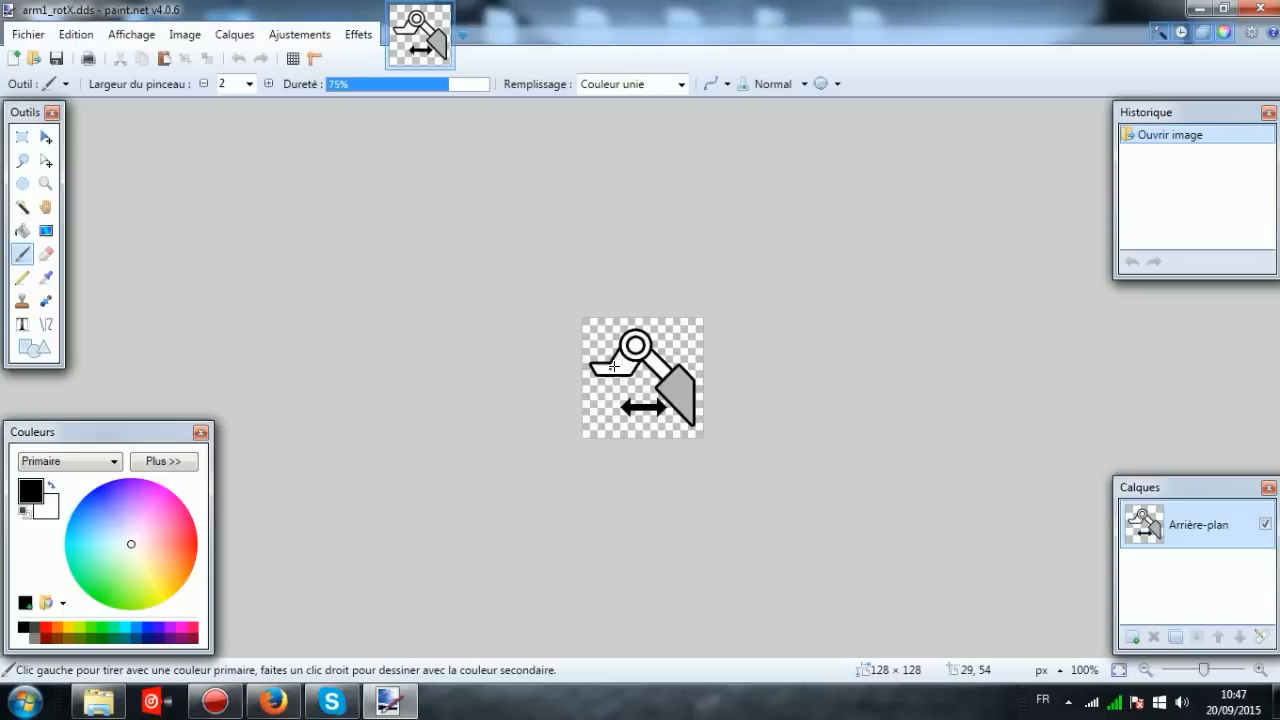 arm1_rotX.dds - paint.net v4.0.6
Fichier Edition Affichage Image Calques Ajustements Effets
Outil : Largeur du pinceau : 2 Dureté : 75% Remplissage : Couleur unie Normal
Outils
Historique
Ouvrir image
Couleurs
Primaire Plus >>
Calques
Arrière-plan
Clic gauche pour tirer avec une couleur primaire, faites un clic droit pour dessiner avec la couleur secondaire. 128 × 128 29, 54 px 100%
FR 10:47
20/09/2015